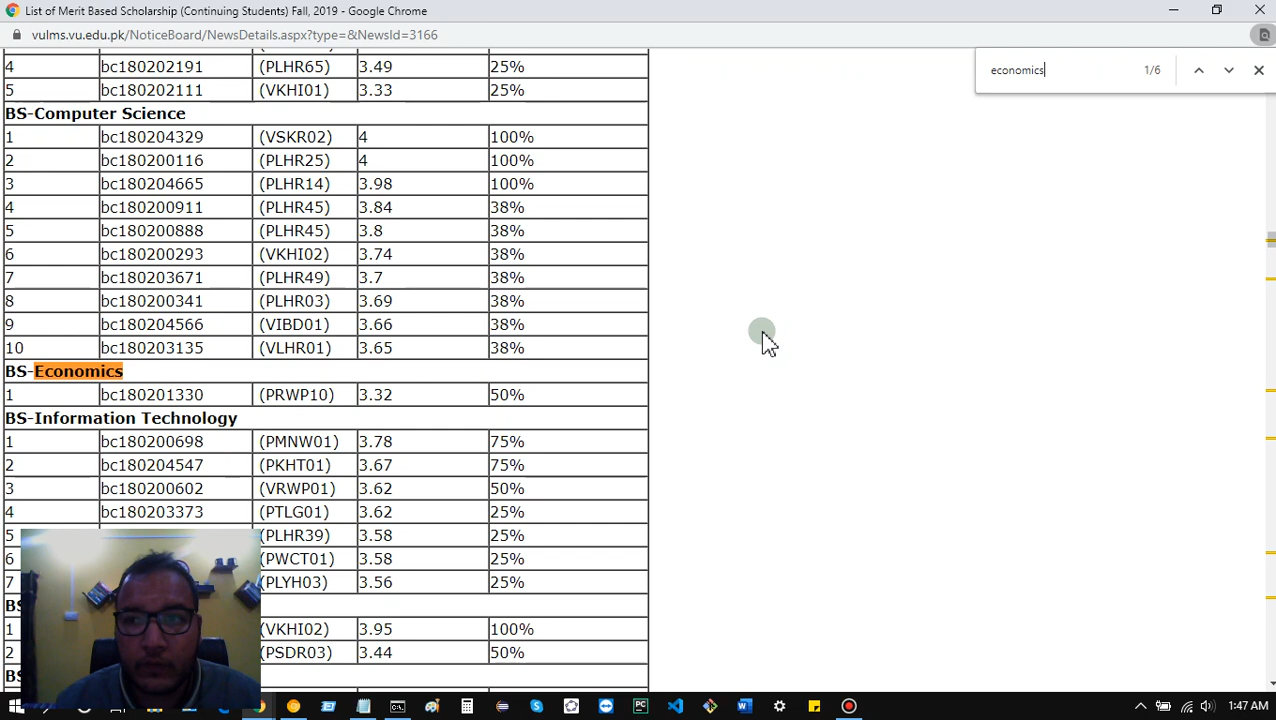 List of Merit Based Scholarship (Continuing Students) Fall, 2019 - Google Chrome
vulms.vu.edu.pk/NoticeBoard/NewsDetails.aspx?type=&NewsId=3166
economics 1/6
4 bc180202191 (PLHR65) 3.49 25%
5 bc180202111 (VKHI01) 3.33 25%
BS-Computer Science
1 bc180204329 (VSKR02) 4 100%
2 bc180200116 (PLHR25) 4 100%
3 bc180204665 (PLHR14) 3.98 100%
4 bc180200911 (PLHR45) 3.84 38%
5 bc180200888 (PLHR45) 3.8 38%
6 bc180200293 (VKHI02) 3.74 38%
7 bc180203671 (PLHR49) 3.7 38%
8 bc180200341 (PLHR03) 3.69 38%
9 bc180204566 (VIBD01) 3.66 38%
10 bc180203135 (VLHR01) 3.65 38%
BS-Economics
1 bc180201330 (PRWP10) 3.32 50%
BS-Information Technology
1 bc180200698 (PMNW01) 3.78 75%
2 bc180204547 (PKHT01) 3.67 75%
3 bc180200602 (VRWP01) 3.62 50%
4 bc180203373 (PTLG01) 3.62 25%
5 (PLHR39) 3.58 25%
6 (PWCT01) 3.58 25%
7 (PLYH03) 3.56 25%
1 (VKHI02) 3.95 100%
2 (PSDR03) 3.44 50%
1:47 AM